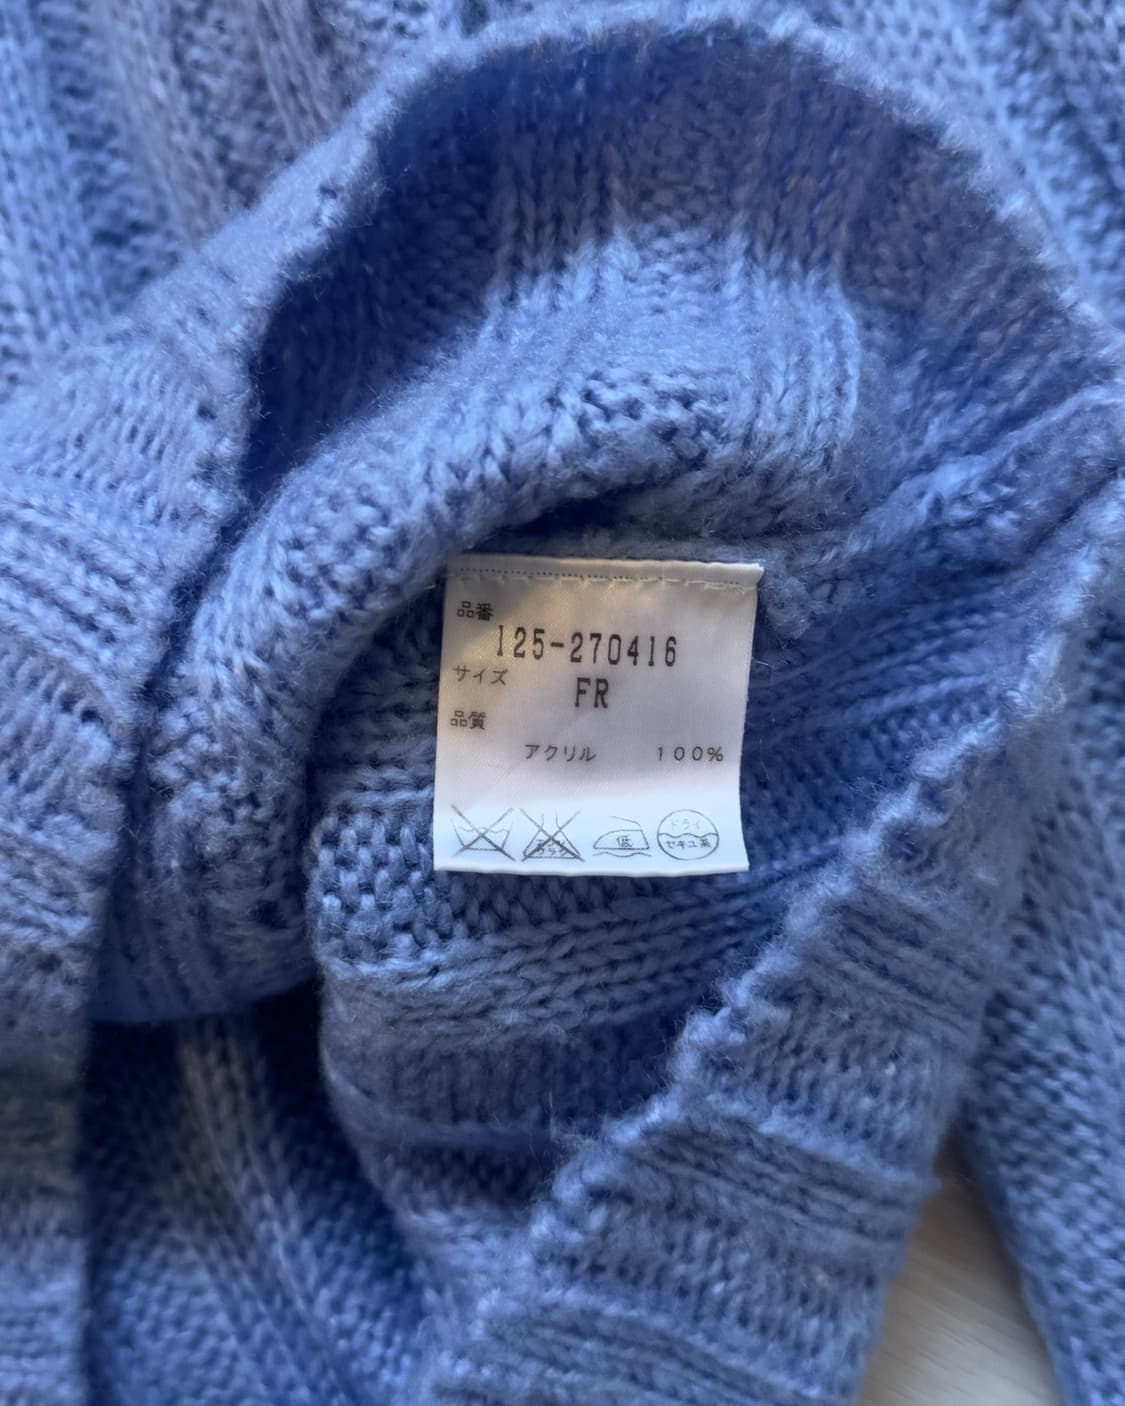 品番
125-270416
サイズ
FR
品質
アクリル 100%
低
ドライ
セキユ系